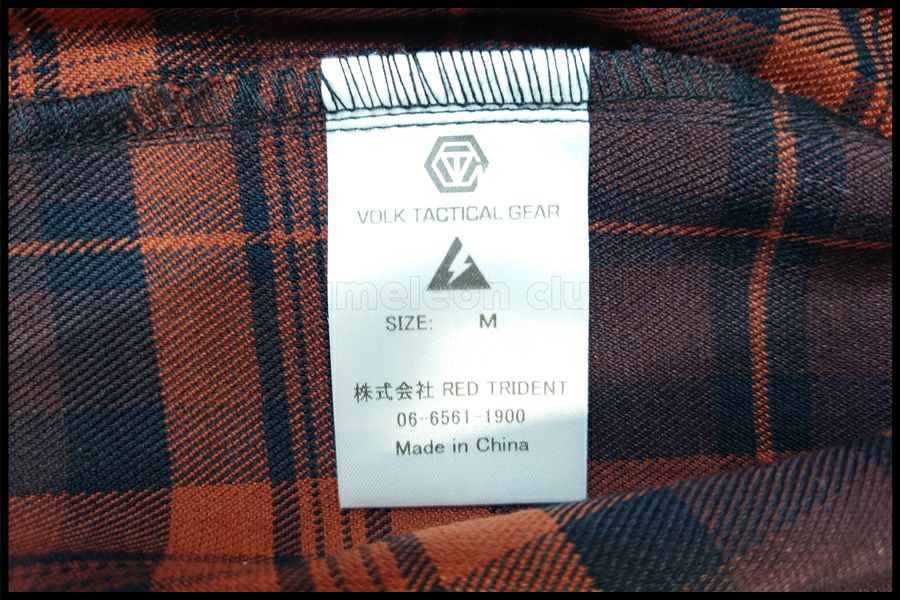 VOLK TACTICAL GEAR
SIZE: M
株式会社 RED TRIDENT
06-6561-1900
Made in China